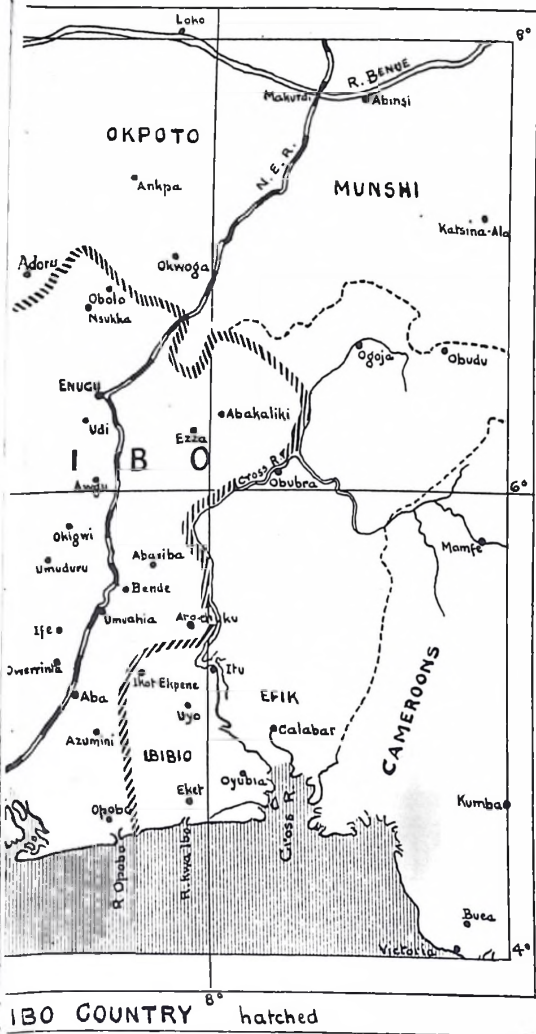 Loko
8°
R. BENUE
Makurdi
Abinsi
OKPOTO
N.E.R.
Ankpa
MUNSHI
Katsina-Ala
Adoru
Okwoga
Obolo
Nsukka
Ogoja
Obudu
ENUGU
Abakaliki
Udi
Ezza
I B O
Cross R.
Awgu
Obubra
6°
Okigwi
Mamfe
Umuduru
Abaziba
Bende
Umuahia
Arochuku
Ife
Owerrinta
Itu
Ikot Ekpene
EFIK
CAMEROONS
Aba
Uyo
Calabar
Azumini
IBIBIO
Oyubia
Eket
Opobo
Kumba
R. Opobo
R. Kwa Ibo
Cross R.
Buea
Victoria
4°
8°
IBO COUNTRY hatched